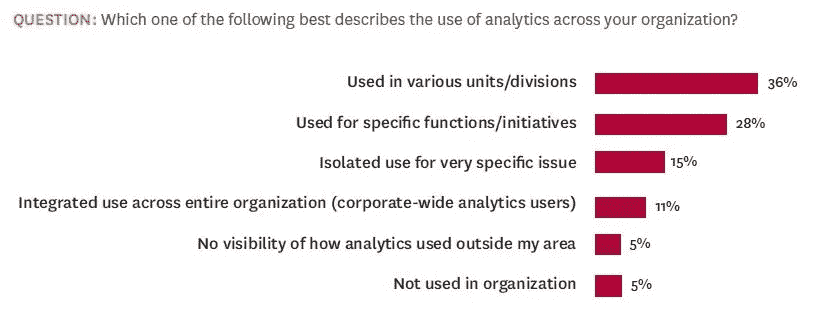 QUESTION: Which one of the following best describes the use of analytics across your organization?
Used in various units/divisions 36%
Used for specific functions/initiatives 28%
Isolated use for very specific issue 15%
Integrated use across entire organization (corporate-wide analytics users) 11%
No visibility of how analytics used outside my area 5%
Not used in organization 5%